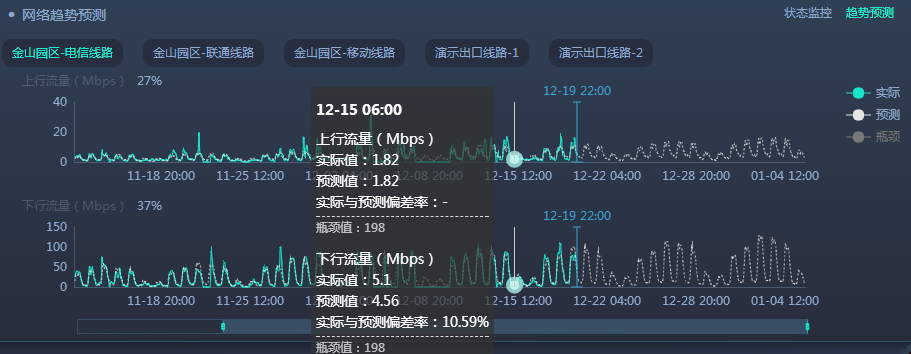 网络趋势预测
状态监控 趋势预测
金山园区-电信线路 金山园区-联通线路 金山园区-移动线路 演示出口线路-1 演示出口线路-2
上行流量（Mbps） 27%
12-19 22:00
40
20
0
11-18 20:00 11-25 12:00 12-08 20:00 12-15 12:00 12-22 04:00 12-28 20:00 01-04 12:00
实际
预测
瓶颈
12-15 06:00
上行流量（Mbps）
实际值：1.82
预测值：1.82
实际与预测偏差率：-
瓶颈值：198
下行流量（Mbps）
实际值：5.1
预测值：4.56
实际与预测偏差率：10.59%
瓶颈值：198
下行流量（Mbps） 37%
12-19 22:00
150
100
50
0
11-18 20:00 11-25 12:00 12-08 20:00 12-15 12:00 12-22 04:00 12-28 20:00 01-04 12:00